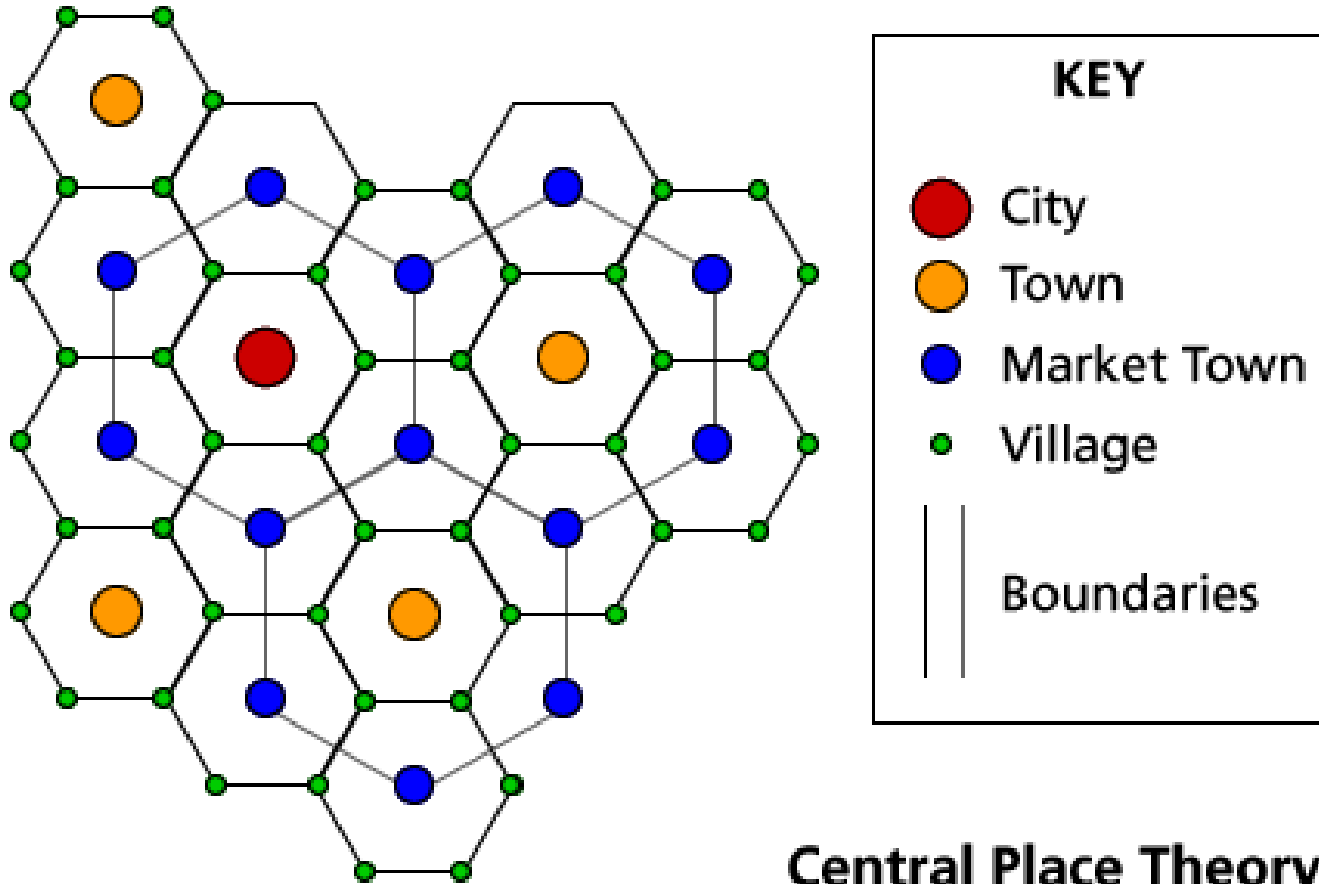 KEY
City
Town
Market Town
Village
Boundaries
Central Place Theory